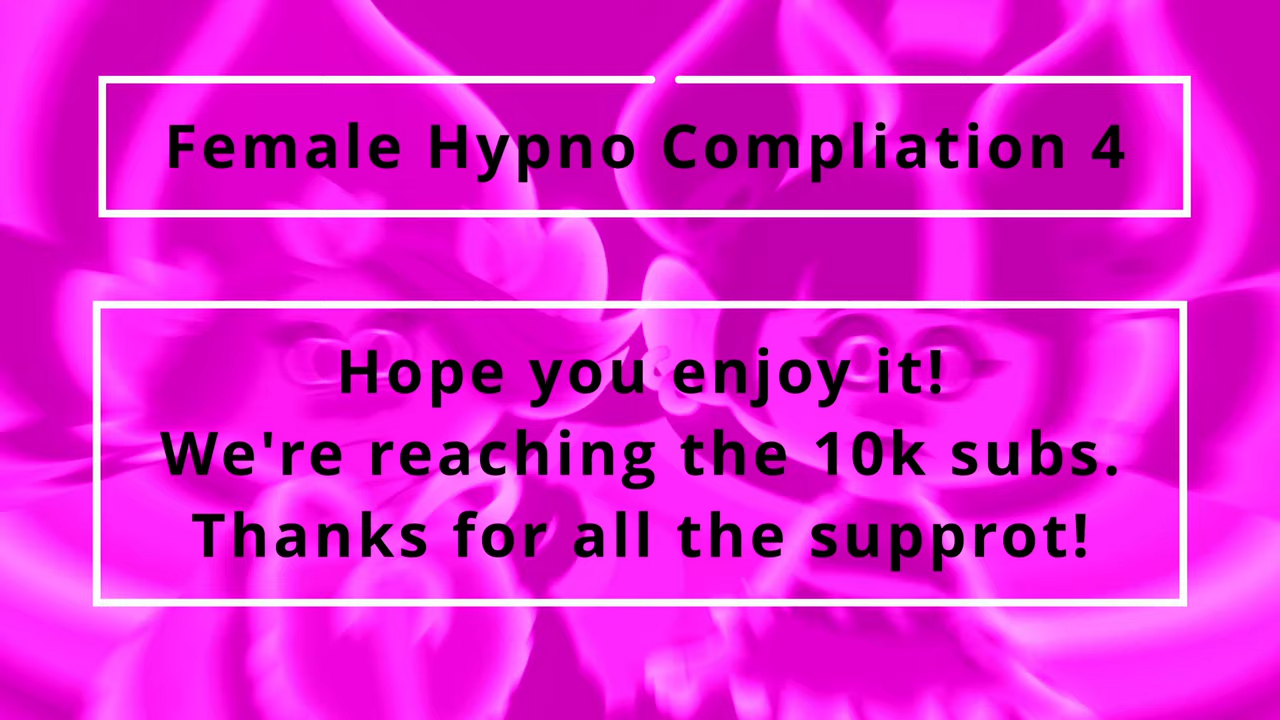 Female Hypno Compliation 4
Hope you enjoy it!
We're reaching the 10k subs.
Thanks for all the supprot!